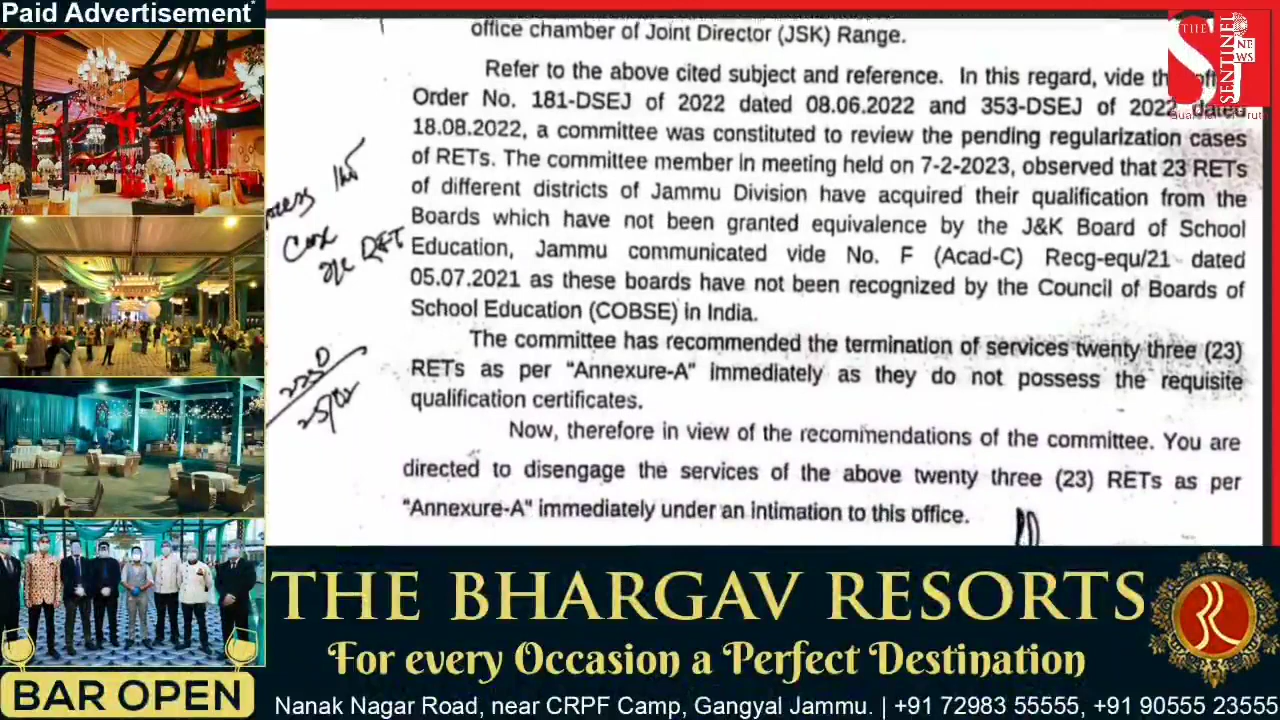 Paid Advertisement*
office chamber of Joint Director (JSK) Range.
Refer to the above cited subject and reference. In this regard, vide
Order No. 181-DSEJ of 2022 dated 08.06.2022 and 353-DSEJ of 2022 dated
18.08.2022, a committee was constituted to review the pending regularization cases
of RETs. The committee member in meeting held on 7-2-2023, observed that 23 RETs
of different districts of Jammu Division have acquired their qualification from the
Boards which have not been granted equivalence by the J&K Board of School
Education, Jammu communicated vide No. F (Acad-C) Recg-equ/21 dated
05.07.2021 as these boards have not been recognized by the Council of Boards of
School Education (COBSE) in India.
The committee has recommended the termination of services twenty three (23)
RETs as per "Annexure-A" immediately as they do not possess the requisite
qualification certificates.
Now, therefore in view of the recommendations of the committee. You are
directed to disengage the services of the above twenty three (23) RETs as per
"Annexure-A" immediately under an intimation to this office.
RET
25/02
THE
SENTINEL
NEWS
THE BHARGAV RESORTS
For every Occasion a Perfect Destination
BAR OPEN
Nanak Nagar Road, near CRPF Camp, Gangyal Jammu. | +91 72983 55555, +91 90555 23555